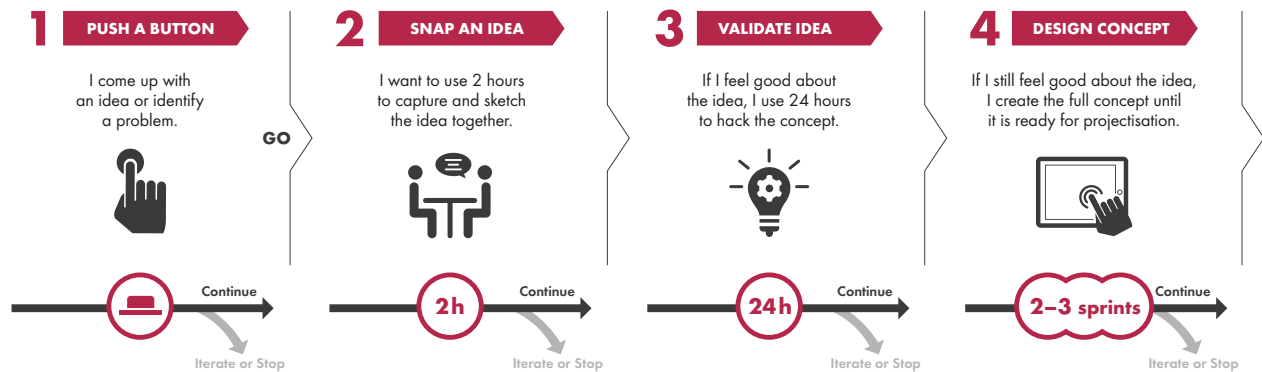 1 PUSH A BUTTON
I come up with
an idea or identify
a problem.
GO
Continue
Iterate or Stop
2 SNAP AN IDEA
I want to use 2 hours
to capture and sketch
the idea together.
2h
Continue
Iterate or Stop
3 VALIDATE IDEA
If I feel good about
the idea, I use 24 hours
to hack the concept.
24h
Continue
Iterate or Stop
4 DESIGN CONCEPT
If I still feel good about the idea,
I create the full concept until
it is ready for projectisation.
2–3 sprints
Continue
Iterate or Stop